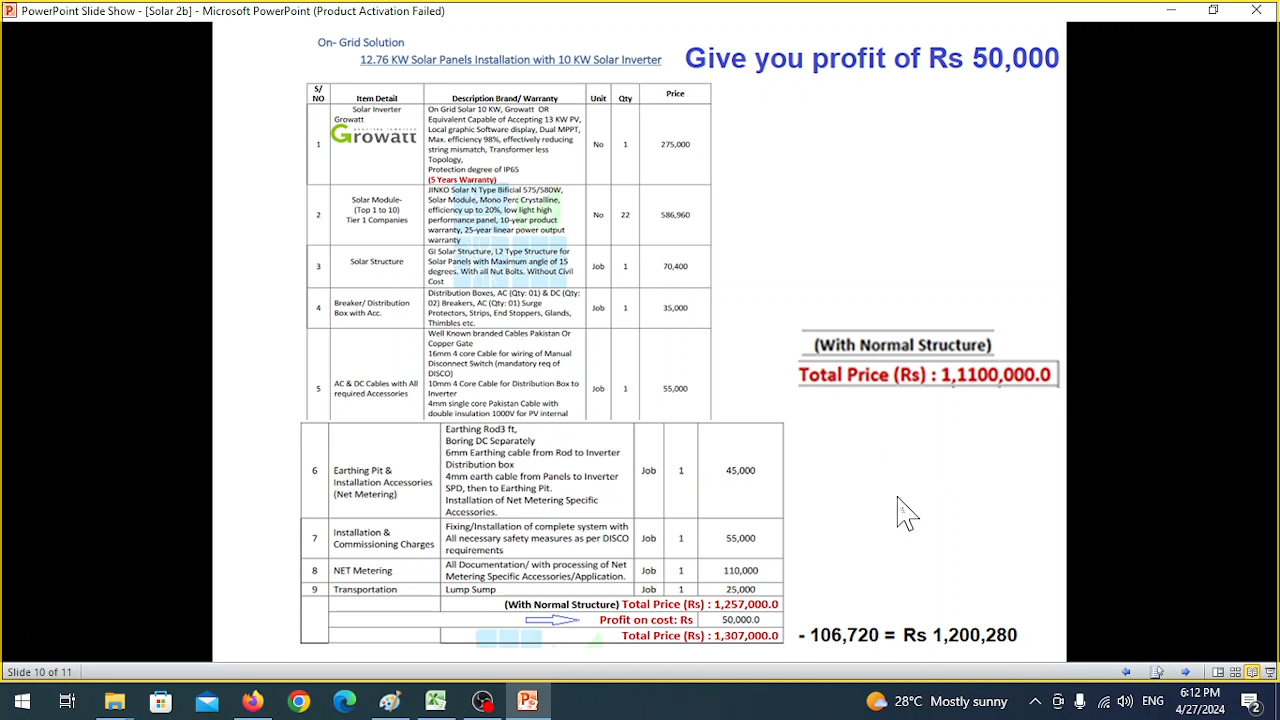 PowerPoint Slide Show - [Solar 2b] - Microsoft PowerPoint (Product Activation Failed)
On- Grid Solution
12.76 KW Solar Panels Installation with 10 KW Solar Inverter
Give you profit of Rs 50,000
S/
NO
Item Detail
Description Brand/ Warranty
Unit
Qty
Price
1
Solar Inverter
Growatt
Growatt
On Grid Solar 10 KW, Growatt OR
Equivalent Capable of Accepting 13 KW PV,
Local graphic Software display, Dual MPPT,
Max. efficiency 98%, effectively reducing
string mismatch, Transformer less
Topology,
Protection degree of IP65
(5 Years Warranty)
No
1
275,000
2
Solar Module-
(Top 1 to 10)
Tier 1 Companies
JINKO Solar N Type Bificial 575/580W,
Solar Module, Mono Perc Crystalline,
efficiency up to 20%, low light high
performance panel, 10-year product
warranty, 25-year linear power output
warranty
No
22
586,960
3
Solar Structure
GI Solar Structure, L2 Type Structure for
Solar Panels with Maximum angle of 15
degrees. With all Nut Bolts. Without Civil
Cost
Job
1
70,400
4
Breaker/ Distribution
Box with Acc.
Distribution Boxes, AC (Qty: 01) & DC (Qty:
02) Breakers, AC (Qty: 01) Surge
Protectors, Strips, End Stoppers, Glands,
Thimbles etc.
Job
1
35,000
5
AC & DC Cables with All
required Accessories
Well Known branded Cables Pakistan Or
Copper Gate
16mm 4 core Cable for wiring of Manual
Disconnect Switch (mandatory req of
DISCO)
10mm 4 Core Cable for Distribution Box to
Inverter
4mm single core Pakistan Cable with
double insulation 1000V for PV internal
Job
1
55,000
(With Normal Structure)
Total Price (Rs) : 1,1100,000.0
6
Earthing Pit &
Installation Accessories
(Net Metering)
Earthing Rod3 ft,
Boring DC Separately
6mm Earthing cable from Rod to Inverter
Distribution box
4mm earth cable from Panels to Inverter
SPD, then to Earthing Pit.
Installation of Net Metering Specific
Accessories.
Job
1
45,000
7
Installation &
Commissioning Charges
Fixing/Installation of complete system with
All necessary safety measures as per DISCO
requirements
Job
1
55,000
8
NET Metering
All Documentation/ with processing of Net
Metering Specific Accessories/Application.
Job
1
110,000
9
Transportation
Lump Sump
Job
1
25,000
(With Normal Structure) Total Price (Rs) : 1,257,000.0
Profit on cost: Rs
50,000.0
Total Price (Rs) : 1,307,000.0
- 106,720 = Rs 1,200,280
Slide 10 of 11
28°C Mostly sunny
ENG
6:12 PM
4/27/2024
2